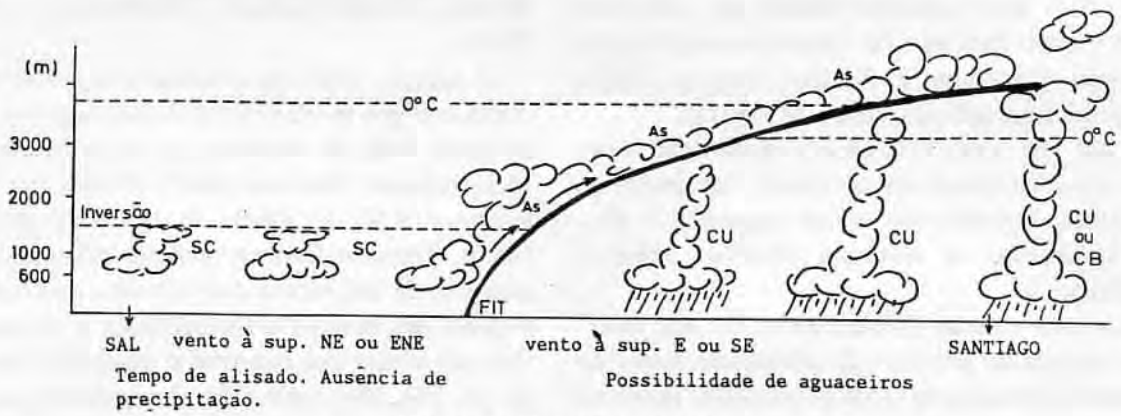 (m)
0°C
As
As
3000
0°C
2000
Inversão
As
1500
SC
SC
CU
CU
CU
ou
CB
600
FIT
SAL
vento à sup. NE ou ENE
vento à sup. E ou SE
SANTIAGO
Tempo de alisado. Ausência de
precipitação.
Possibilidade de aguaceiros